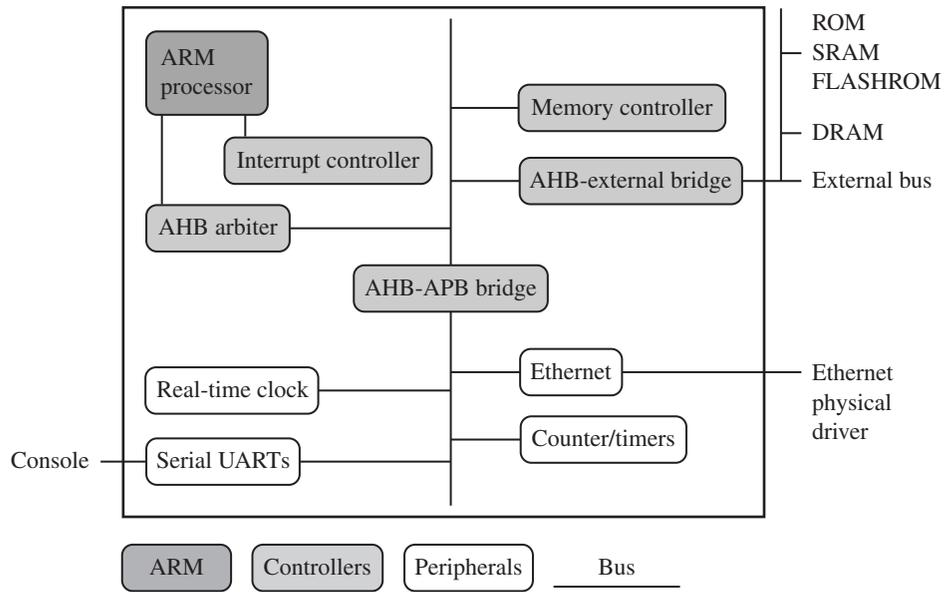 ROM
ARM
processor
SRAM
FLASHROM
Memory controller
DRAM
Interrupt controller
AHB-external bridge
External bus
AHB arbiter
AHB-APB bridge
Ethernet
Ethernet
physical
driver
Real-time clock
Counter/timers
Console
Serial UARTs
ARM
Controllers
Peripherals
Bus